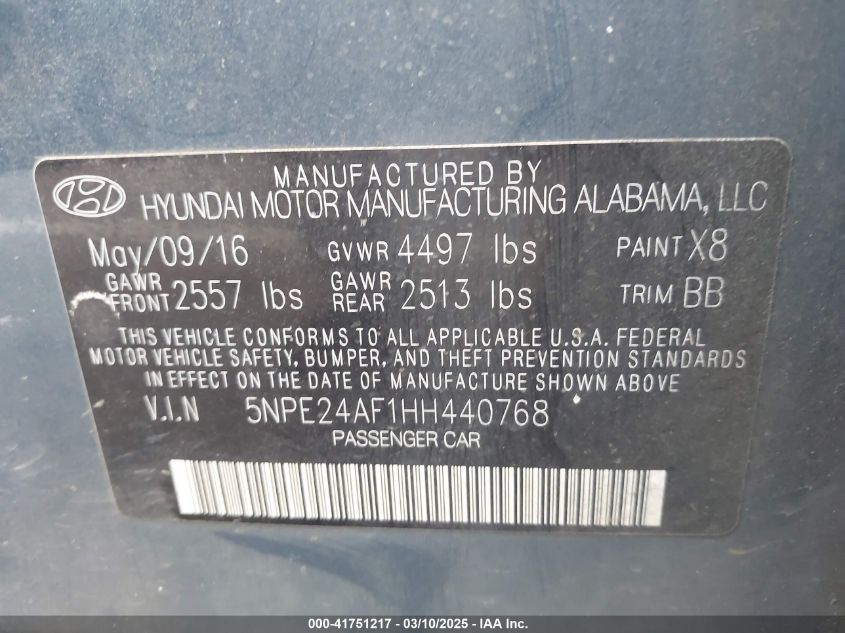 MANUFACTURED BY
HYUNDAI MOTOR MANUFACTURING ALABAMA, LLC
May/09/16 GVWR 4497 lbs PAINT X8
GAWR FRONT 2557 lbs GAWR REAR 2513 lbs TRIM BB
THIS VEHICLE CONFORMS TO ALL APPLICABLE U.S.A. FEDERAL
MOTOR VEHICLE SAFETY, BUMPER, AND THEFT PREVENTION STANDARDS
IN EFFECT ON THE DATE OF MANUFACTURE SHOWN ABOVE
V.I.N 5NPE24AF1HH440768
PASSENGER CAR
000-41751217 - 03/10/2025 - IAA Inc.